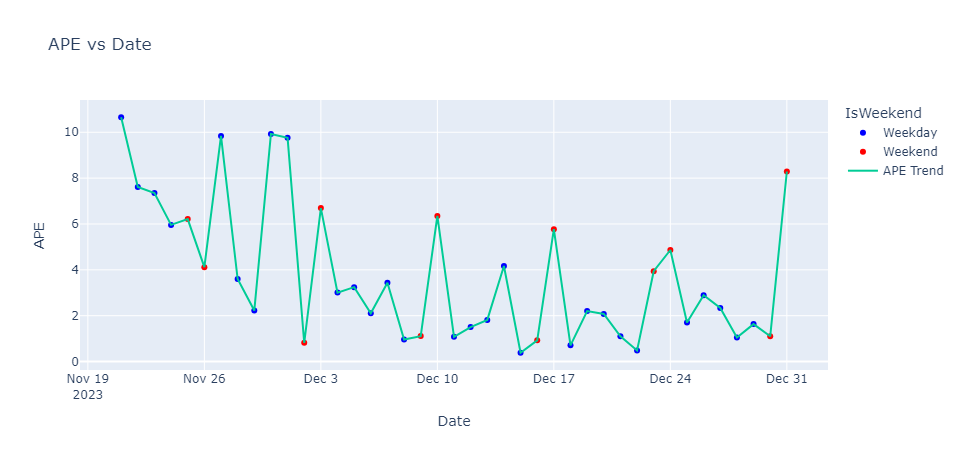 APE vs Date
IsWeekend
Weekday
Weekend
APE Trend
APE
10
8
6
4
2
0
Nov 19
2023
Nov 26
Dec 3
Dec 10
Dec 17
Dec 24
Dec 31
Date